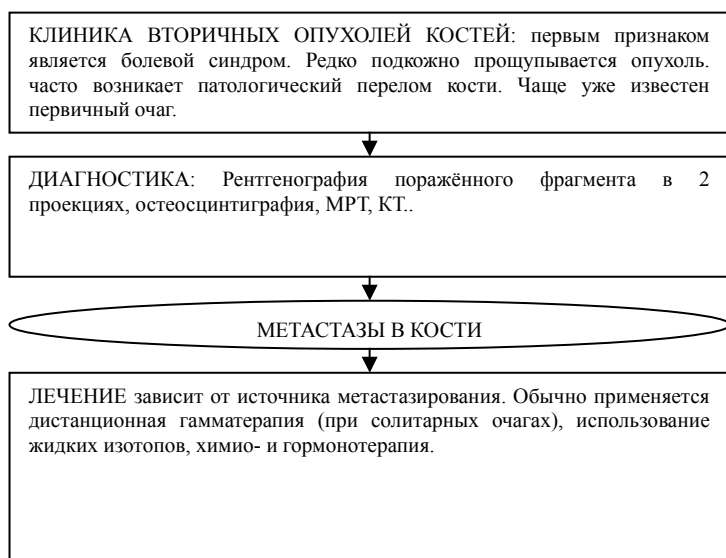 КЛИНИКА ВТОРИЧНЫХ ОПУХОЛЕЙ КОСТЕЙ: первым признаком
является болевой синдром. Редко подкожно прощупывается опухоль.
часто возникает патологический перелом кости. Чаще уже известен
первичный очаг.
ДИАГНОСТИКА: Рентгенография поражённого фрагмента в 2
проекциях, остеосцинтиграфия, МРТ, КТ..
МЕТАСТАЗЫ В КОСТИ
ЛЕЧЕНИЕ зависит от источника метастазирования. Обычно применяется
дистанционная гамматерапия (при солитарных очагах), использование
жидких изотопов, химио- и гормонотерапия.